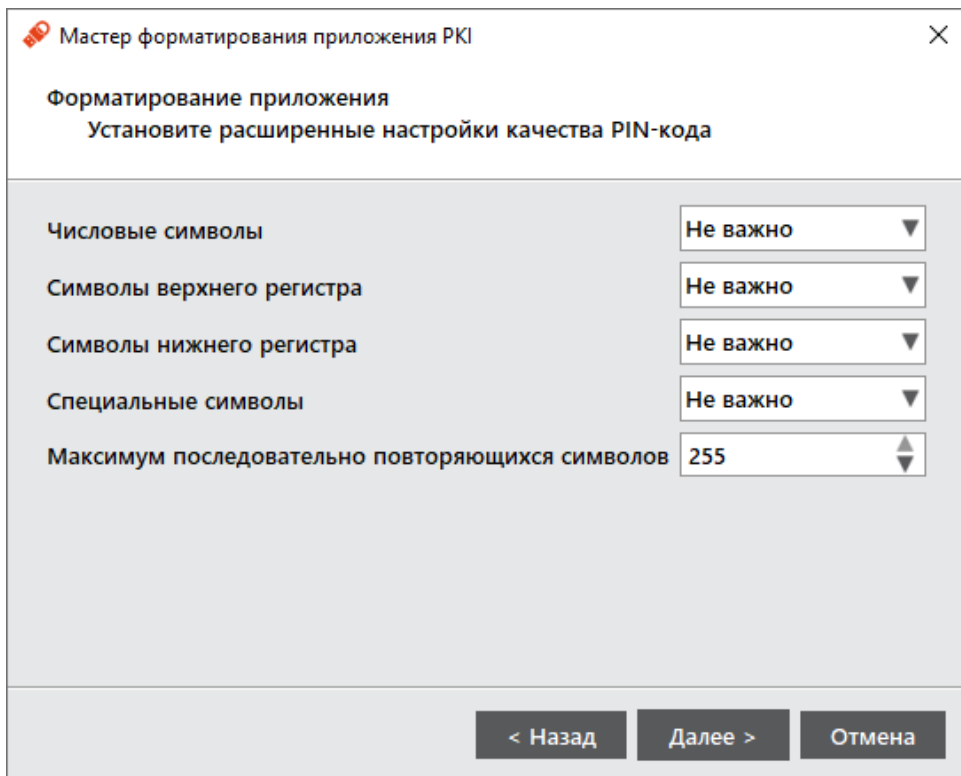 Мастер форматирования приложения PKI
Форматирование приложения
Установите расширенные настройки качества PIN-кода
Числовые символы Не важно
Символы верхнего регистра Не важно
Символы нижнего регистра Не важно
Специальные символы Не важно
Максимум последовательно повторяющихся символов 255
< Назад Далее > Отмена